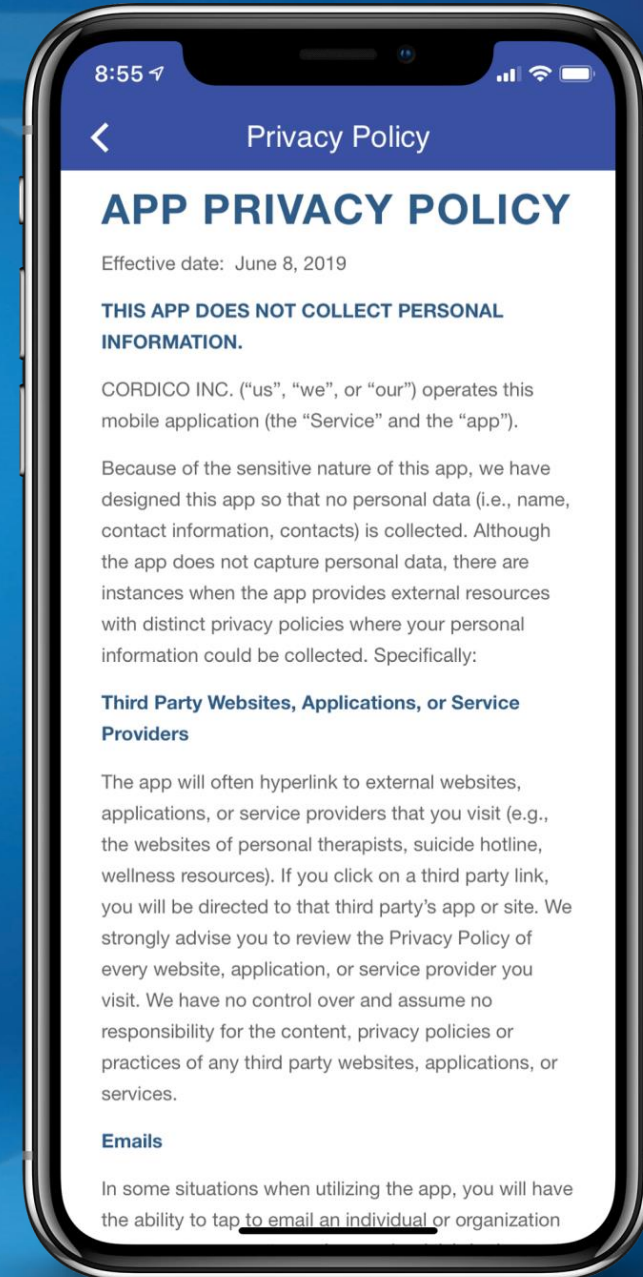 8:55
Privacy Policy
APP PRIVACY POLICY
Effective date: June 8, 2019
THIS APP DOES NOT COLLECT PERSONAL
INFORMATION.
CORDICO INC. (“us”, “we”, or “our”) operates this
mobile application (the “Service” and the “app”).
Because of the sensitive nature of this app, we have
designed this app so that no personal data (i.e., name,
contact information, contacts) is collected. Although
the app does not capture personal data, there are
instances when the app provides external resources
with distinct privacy policies where your personal
information could be collected. Specifically:
Third Party Websites, Applications, or Service
Providers
The app will often hyperlink to external websites,
applications, or service providers that you visit (e.g.,
the websites of personal therapists, suicide hotline,
wellness resources). If you click on a third party link,
you will be directed to that third party’s app or site. We
strongly advise you to review the Privacy Policy of
every website, application, or service provider you
visit. We have no control over and assume no
responsibility for the content, privacy policies or
practices of any third party websites, applications, or
services.
Emails
In some situations when utilizing the app, you will have
the ability to tap to email an individual or organization